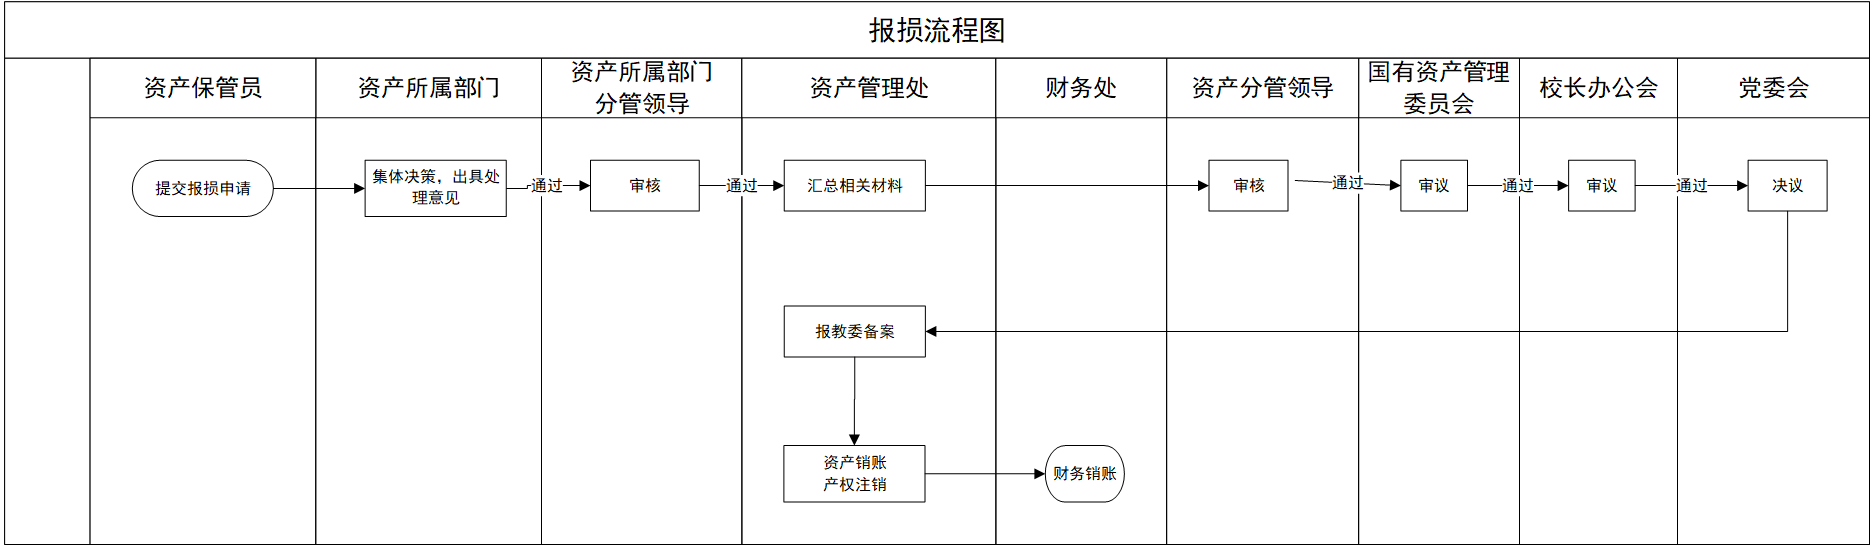 报损流程图
资产保管员
资产所属部门
资产所属部门
分管领导
资产管理处
财务处
资产分管领导
国有资产管理
委员会
校长办公会
党委会
提交报损申请
集体决策，出具处
理意见
通过
审核
通过
汇总相关材料
审核
通过
审议
通过
审议
通过
决议
报教委备案
资产销账
产权注销
财务销账